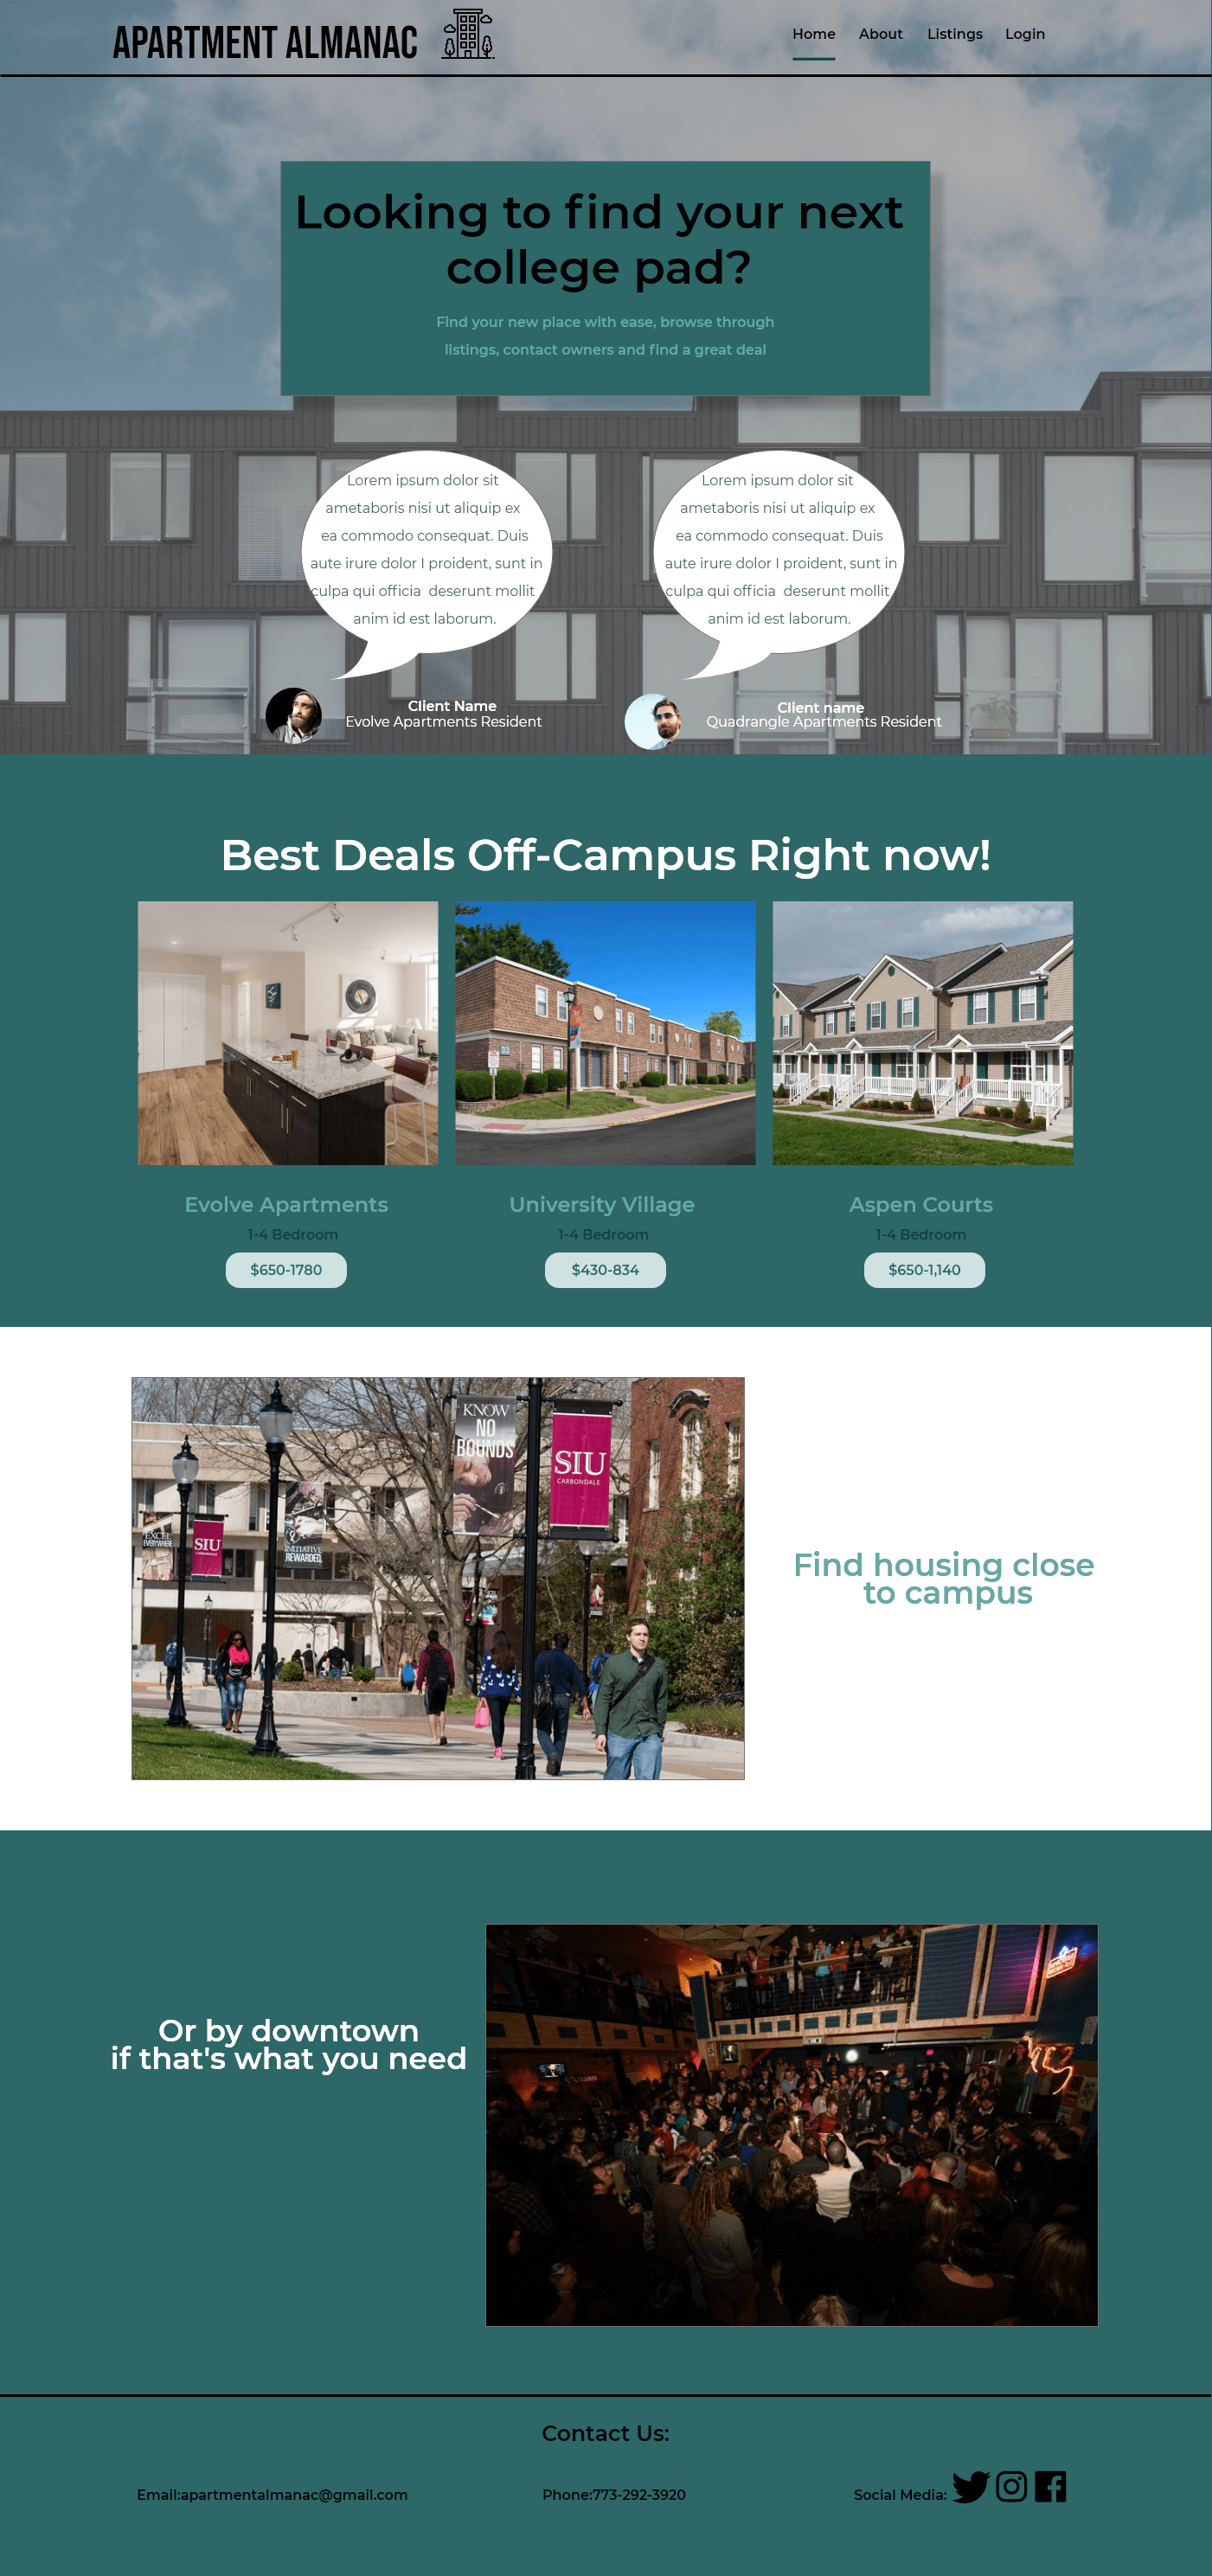 APARTMENT ALMANAC
Home About Listings Login
Looking to find your next
college pad?
Find your new place with ease, browse through
listings, contact owners and find a great deal
Lorem ipsum dolor sit
ametaboris nisi ut aliquip ex
ea commodo consequat. Duis
aute irure dolor I proident, sunt in
culpa qui officia deserunt mollit
anim id est laborum.
Lorem ipsum dolor sit
ametaboris nisi ut aliquip ex
ea commodo consequat. Duis
aute irure dolor I proident, sunt in
culpa qui officia deserunt mollit
anim id est laborum.
Client Name
Evolve Apartments Resident
Client name
Quadrangle Apartments Resident
Best Deals Off-Campus Right now!
Evolve Apartments
1-4 Bedroom
$650-1780
University Village
1-4 Bedroom
$430-834
Aspen Courts
1-4 Bedroom
$650-1,140
KNOW
NO
BOUNDS
SIU
CARBONDALE
EXCEL
EVERYWHERE
SIU
CARBONDALE
INITIATIVE
REWARDED.
Find housing close
to campus
Or by downtown
if that's what you need
Contact Us:
Email:apartmentalmanac@gmail.com
Phone:773-292-3920
Social Media: